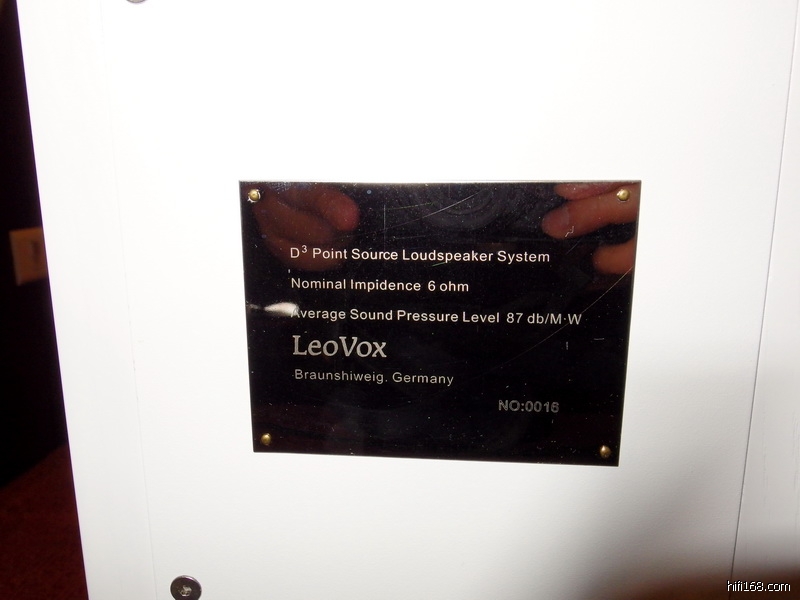 D³ Point Source Loudspeaker System
Nominal Impidence 6 ohm
Average Sound Pressure Level 87 db/M·W
LeoVox
Braunshiweig. Germany
NO:0016
hifi168.com